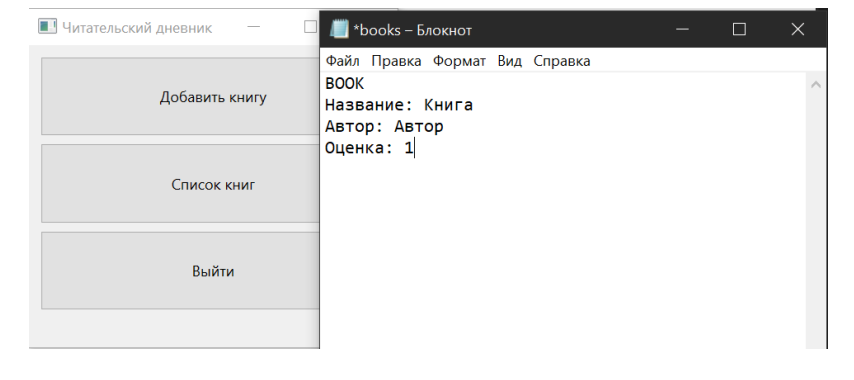 Читательский дневник
Добавить книгу
Список книг
Выйти
*books – Блокнот
Файл Правка Формат Вид Справка
BOOK
Название: Книга
Автор: Автор
Оценка: 1